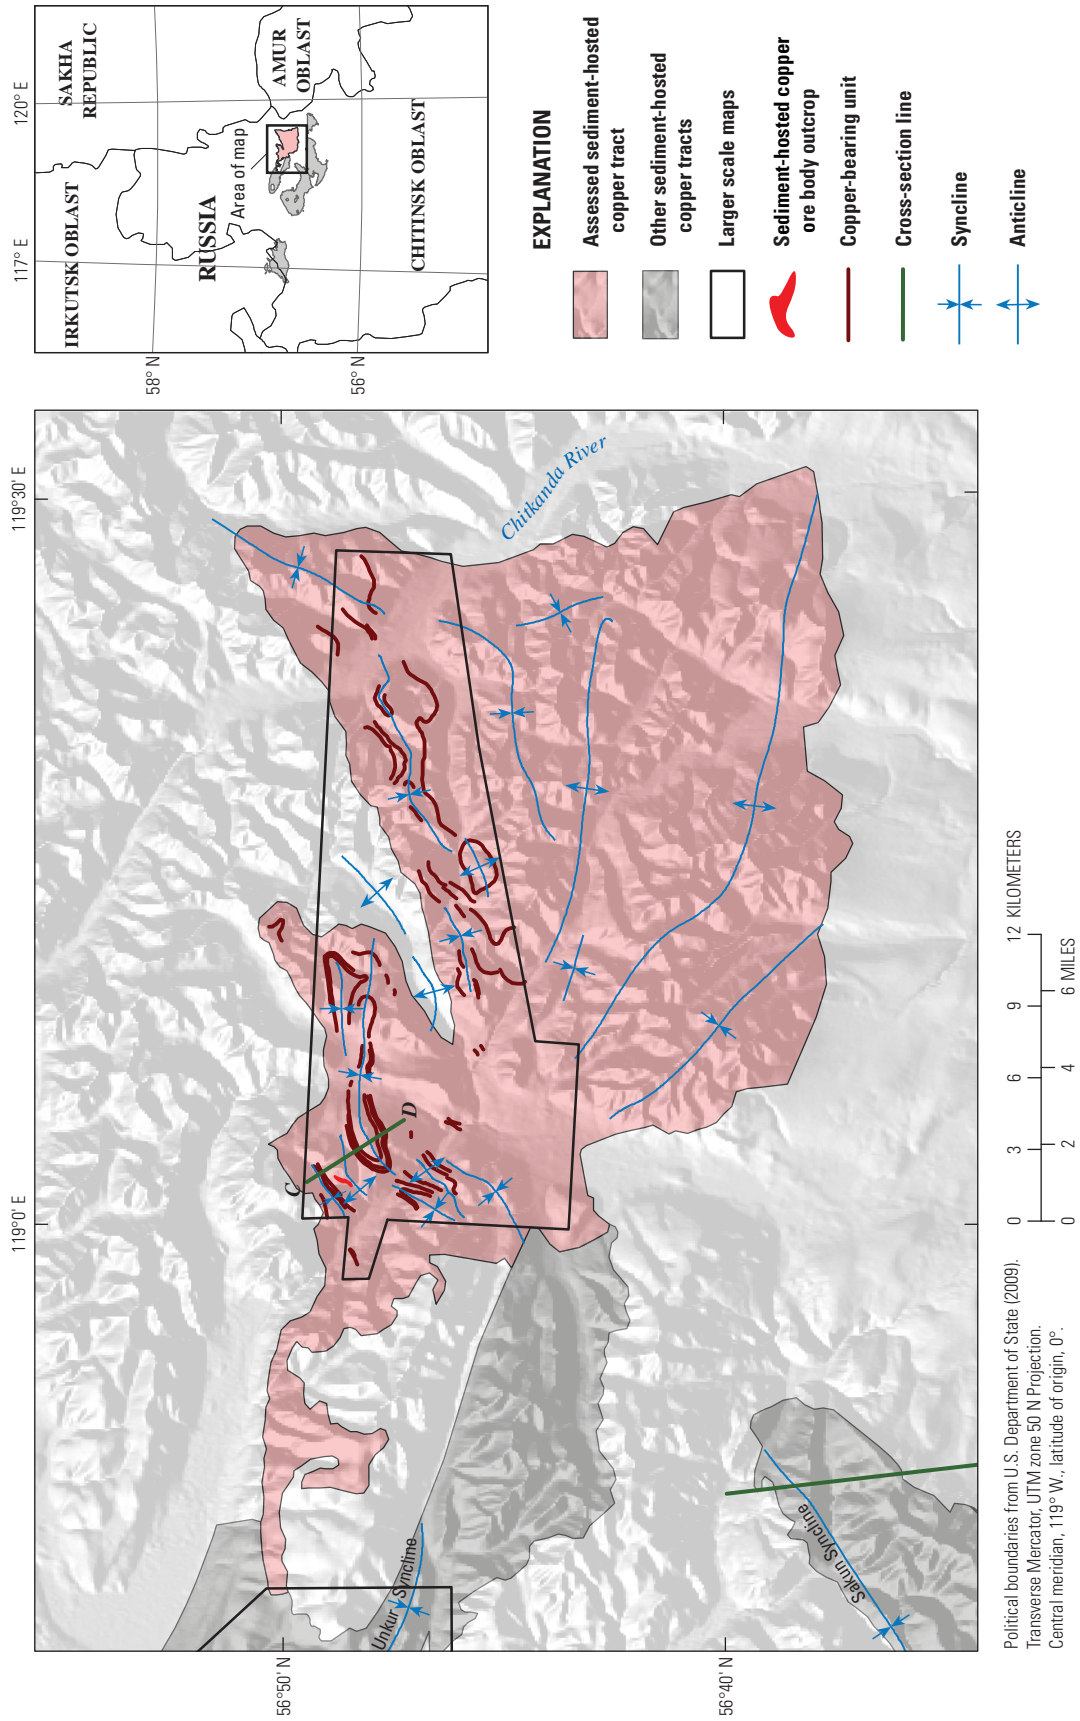 119°0' E
119°30' E
56°50' N
56°40' N
C
D
Chitkanda River
Unkur Syncline
Sakun Syncline
117° E
120° E
58° N
56° N
IRKUTSK OBLAST
SAKHA
REPUBLIC
RUSSIA
Area of map
AMUR
OBLAST
CHITINSK OBLAST
EXPLANATION
Assessed sediment-hosted
copper tract
Other sediment-hosted
copper tracts
Larger scale maps
Sediment-hosted copper
ore body outcrop
Copper-bearing unit
Cross-section line
Syncline
Anticline
Political boundaries from U.S. Department of State (2009).
Transverse Mercator, UTM zone 50 N Projection.
Central meridian, 119° W., latitude of origin, 0°.
0 3 6 9 12 KILOMETERS
0 2 4 6 MILES